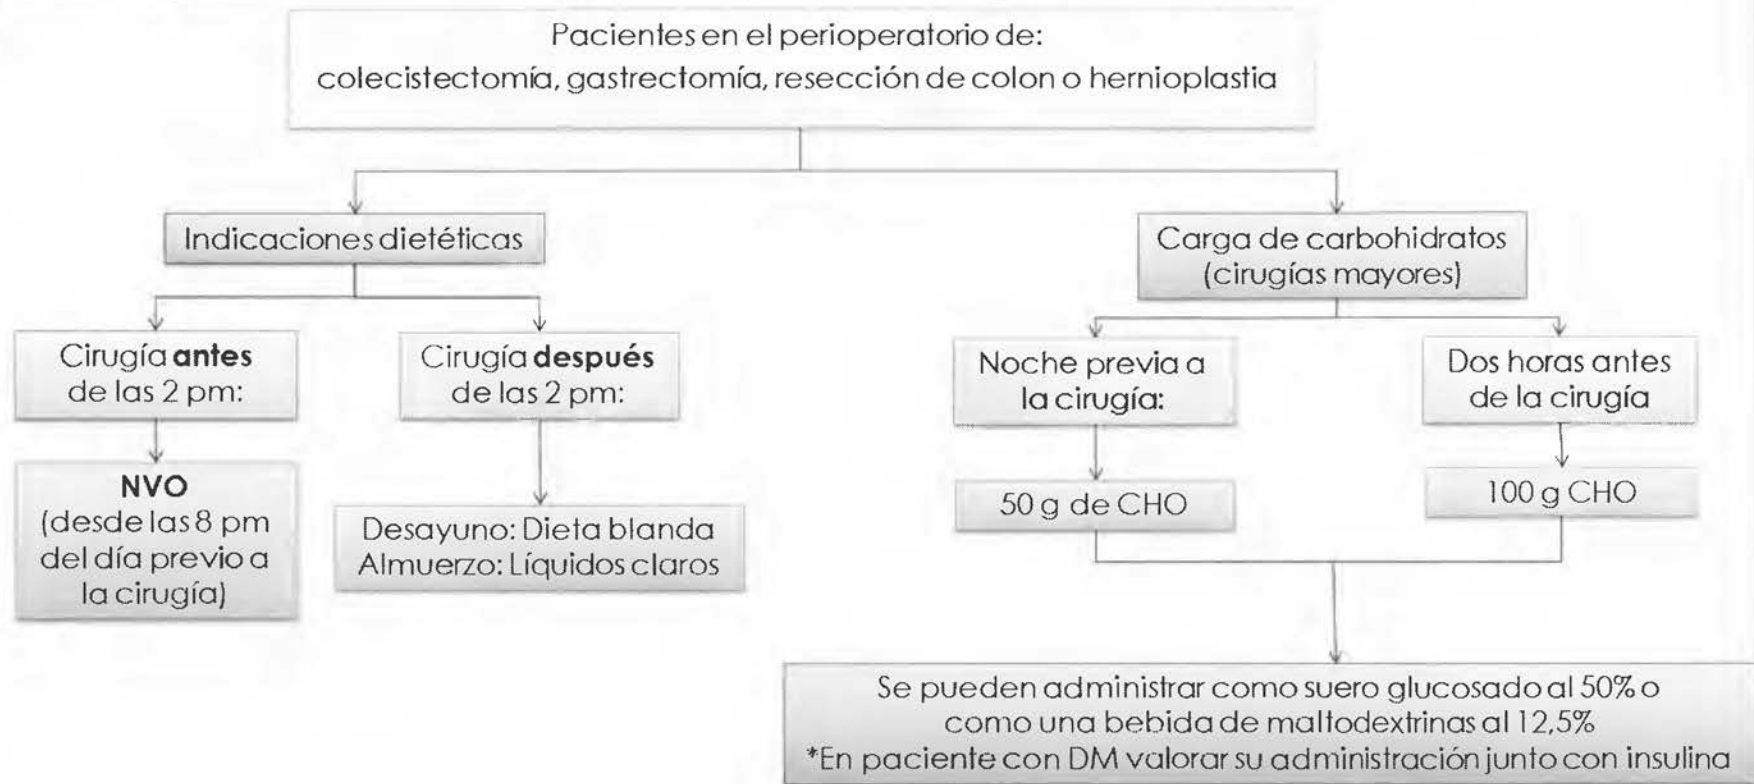 Pacientes en el perioperatorio de:
colecistectomía, gastrectomía, resección de colon o hernioplastia
Indicaciones dietéticas
Cirugía antes
de las 2 pm:
NVO
(desde las 8 pm
del día previo a
la cirugía)
Cirugía después
de las 2 pm:
Desayuno: Dieta blanda
Almuerzo: Líquidos claros
Carga de carbohidratos
(cirugías mayores)
Noche previa a
la cirugía:
50 g de CHO
Dos horas antes
de la cirugía
100 g CHO
Se pueden administrar como suero glucosado al 50% o
como una bebida de maltodextrinas al 12,5%
*En paciente con DM valorar su administración junto con insulina